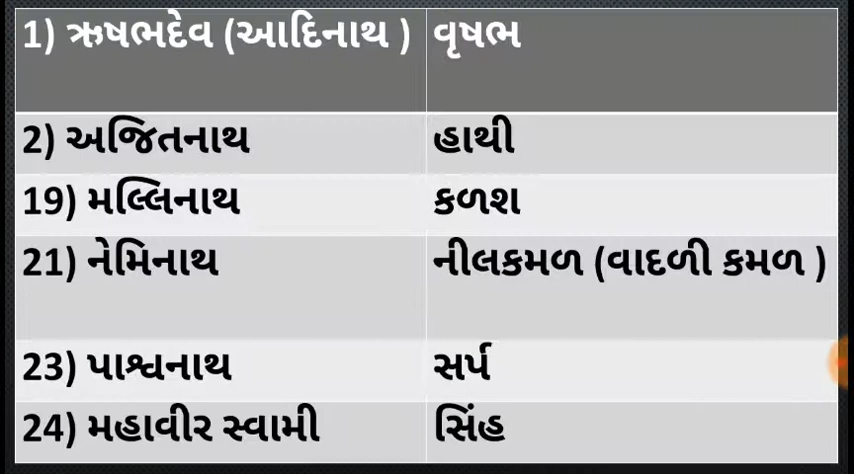 1) ઋષભદેવ (આદિનાથ ) વૃષભ
2) અજિતનાથ હાથી
19) મલ્લિનાથ કળશ
21) નેમિનાથ નીલકમળ (વાદળી કમળ )
23) પાશ્વનાથ સર્પ
24) મહાવીર સ્વામી સિંહ